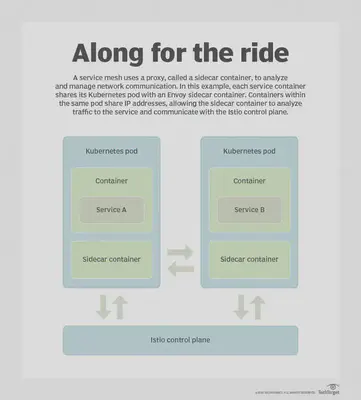 Along for the ride
A service mesh uses a proxy, called a sidecar container, to analyze
and manage network communication. In this example, each service container
shares its Kubernetes pod with an Envoy sidecar container. Containers within
the same pod share IP addresses, allowing the sidecar container to analyze
traffic to the service and communicate with the Istio control plane.
Kubernetes pod
Container
Service A
Sidecar container
Kubernetes pod
Container
Service B
Sidecar container
Istio control plane
TechTarget